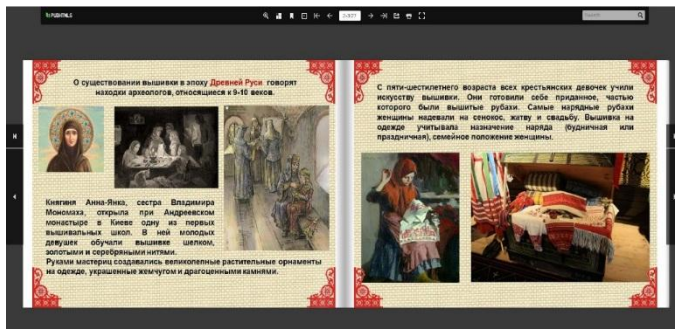 PUBHTML5
2/227
Search
О существовании вышивки в эпоху Древней Руси говорят
находки археологов, относящиеся к 9-10 веков.
Княгиня Анна-Янка, сестра Владимира
Мономаха, открыла при Андреевском
монастыре в Киеве одну из первых
вышивальных школ. В ней молодых
девушек обучали вышивке шелком,
золотыми и серебряными нитями.
Руками мастериц создавались великолепные растительные орнаменты
на одежде, украшенные жемчугом и драгоценными камнями.
С пяти-шестилетнего возраста всех крестьянских девочек учили
искусству вышивки. Они готовили себе приданное, частью
которого были вышитые рубахи. Самые нарядные рубахи
женщины надевали на сенокос, жатву и свадьбу. Вышивка на
одежде учитывала назначение наряда (будничная или
праздничная), семейное положение женщины.